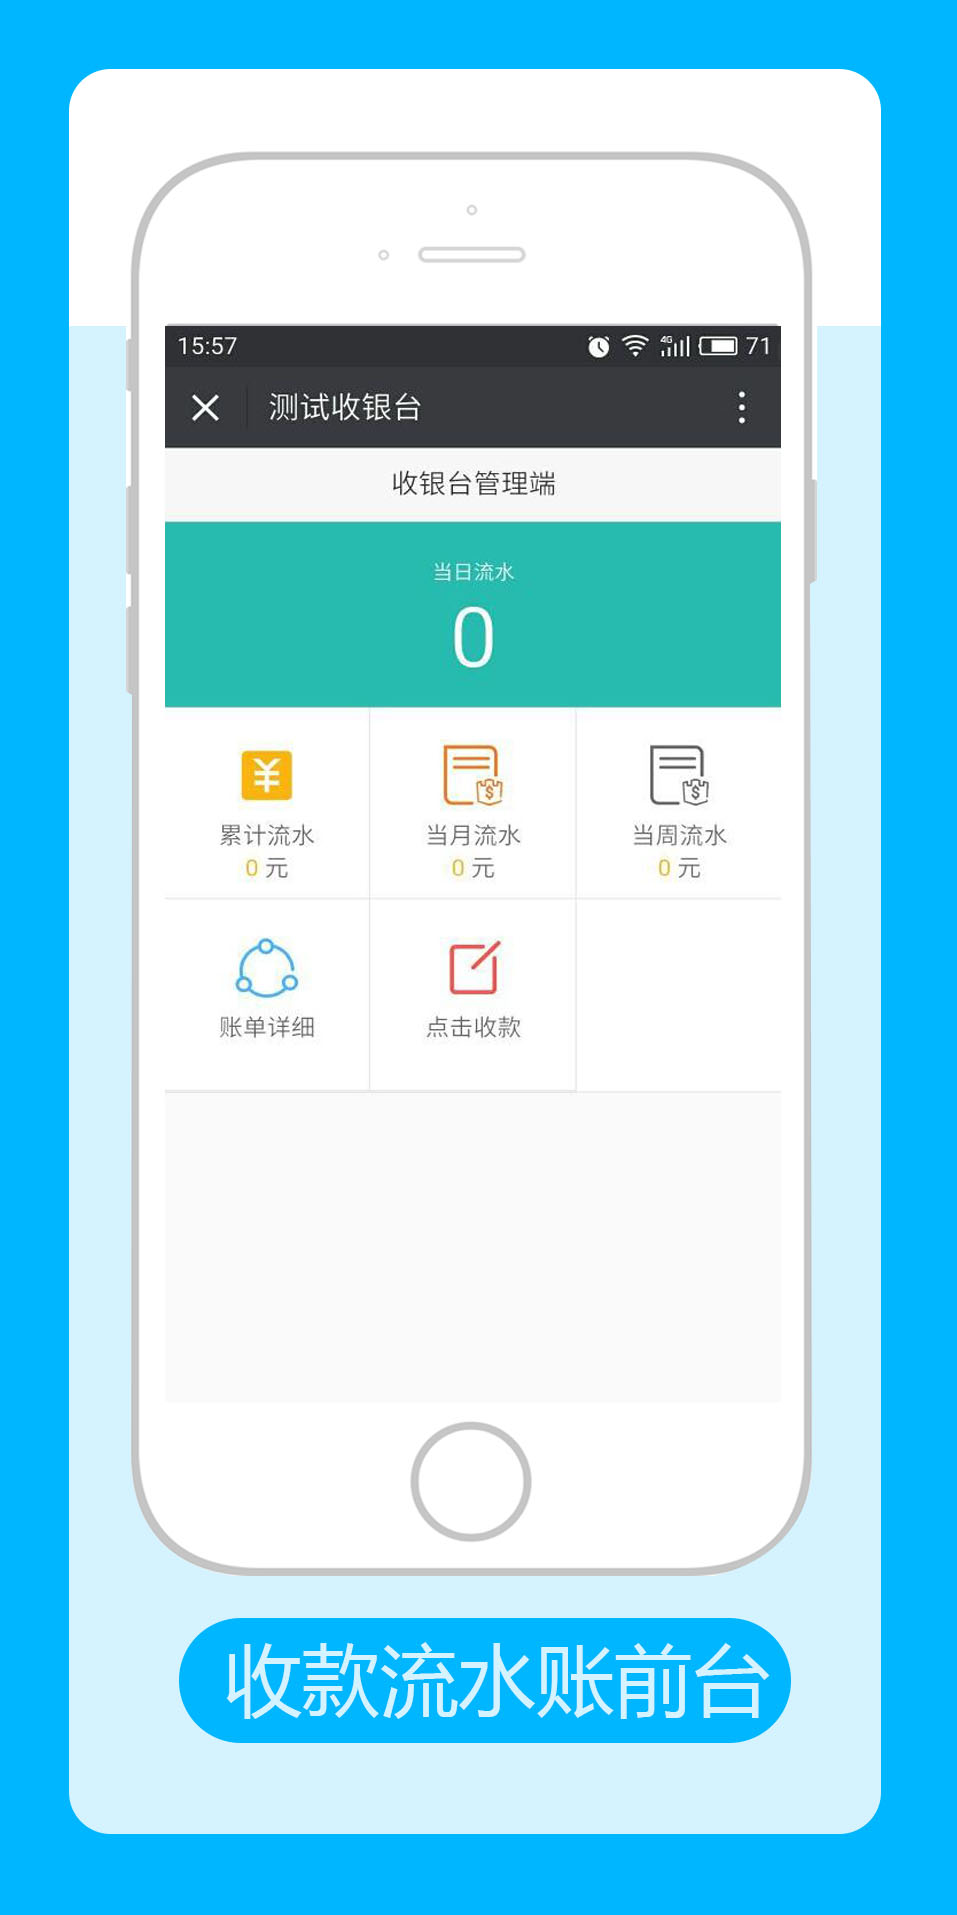 15:57 4G 71
测试收银台
收银台管理端
当日流水
0
累计流水 当月流水 当周流水
0 元 0 元 0 元
账单详细 点击收款
收款流水账前台